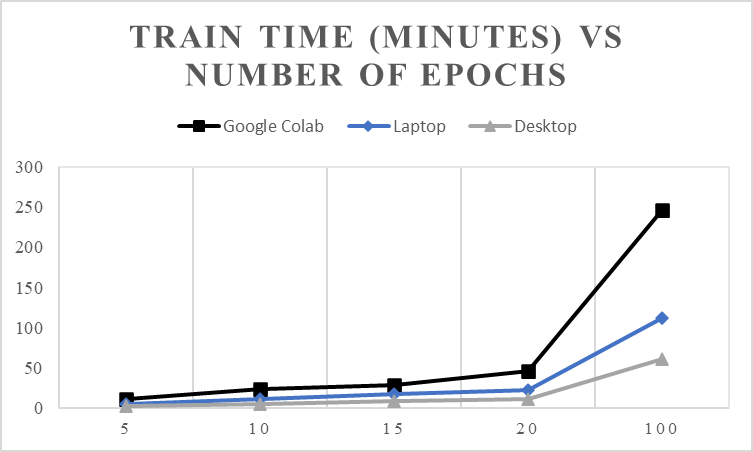 TRAIN TIME (MINUTES) VS
NUMBER OF EPOCHS
Google Colab Laptop Desktop
300
250
200
150
100
50
0
5 10 15 20 100